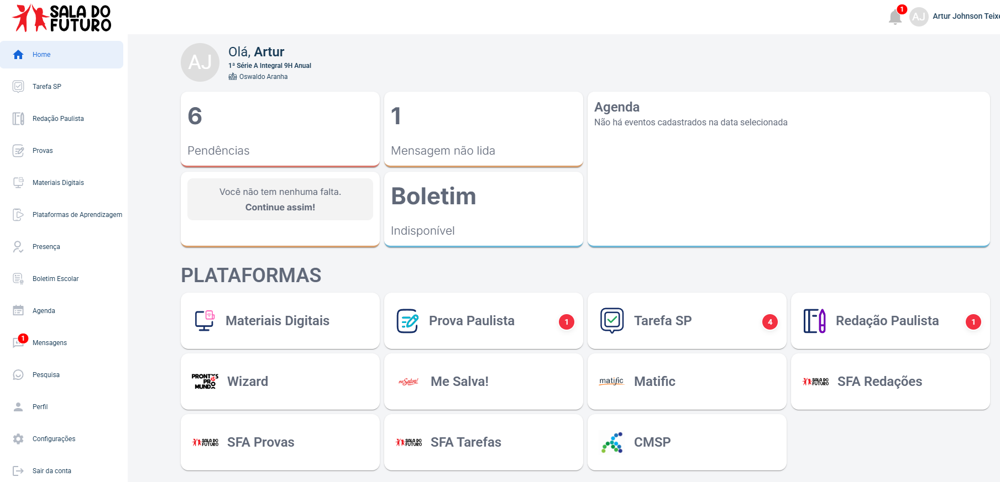 SALA DO
FUTURO
1
AJ
Artur Johnson Teixe
Home
Tarefa SP
Redação Paulista
Provas
Materiais Digitais
Plataformas de Aprendizagem
Presença
Boletim Escolar
Agenda
1
Mensagens
Pesquisa
Perfil
Configurações
Sair da conta
AJ
Olá, Artur
1ª Série A Integral 9H Anual
Oswaldo Aranha
6
Pendências
1
Mensagem não lida
Agenda
Não há eventos cadastrados na data selecionada
Você não tem nenhuma falta.
Continue assim!
Boletim
Indisponível
PLATAFORMAS
Materiais Digitais
Prova Paulista
1
Tarefa SP
4
Redação Paulista
1
PRONTOS
PRÓ
MUNDO
Wizard
me Salva!
Me Salva!
matific
Matific
SALA DO
FUTURO
SFA Redações
SALA DO
FUTURO
SFA Provas
SALA DO
FUTURO
SFA Tarefas
CMSP